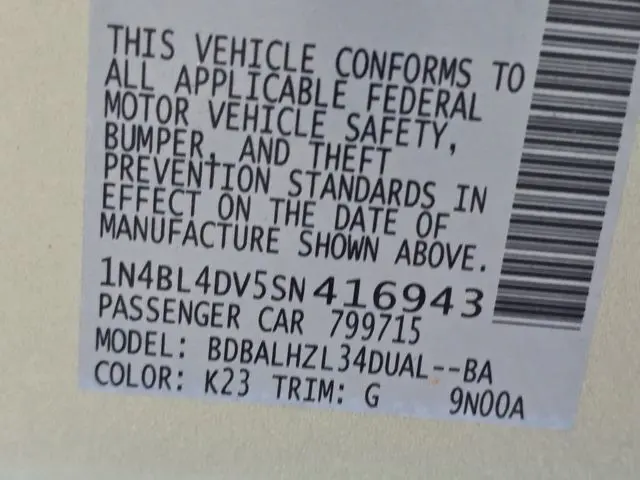 THIS VEHICLE CONFORMS TO
ALL APPLICABLE FEDERAL
MOTOR VEHICLE SAFETY,
BUMPER, AND THEFT
PREVENTION STANDARDS IN
EFFECT ON THE DATE OF
MANUFACTURE SHOWN ABOVE.
1N4BL4DV5SN416943
PASSENGER CAR 799715
MODEL: BDBALHZL34DUAL--BA
COLOR: K23 TRIM: G 9N00A